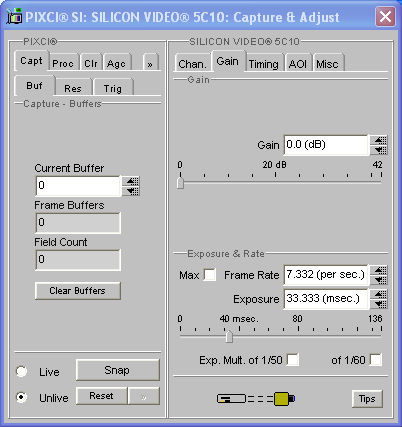 PIXCI® SI: SILICON VIDEO® 5C10: Capture & Adjust
PIXCI®
Capt Proc Clr Agc »
Buf Res Trig
Capture - Buffers
Current Buffer
0
Frame Buffers
0
Field Count
0
Clear Buffers
Live
Snap
Unlive
Reset »
SILICON VIDEO® 5C10
Chan. Gain Timing AOI Misc
Gain
Gain 0.0 (dB)
0 20 dB 42
Exposure & Rate
Max Frame Rate 7.332 (per sec.)
Exposure 33.333 (msec.)
0 40 msec. 80 136
Exp. Mult. of 1/50 of 1/60
Tips